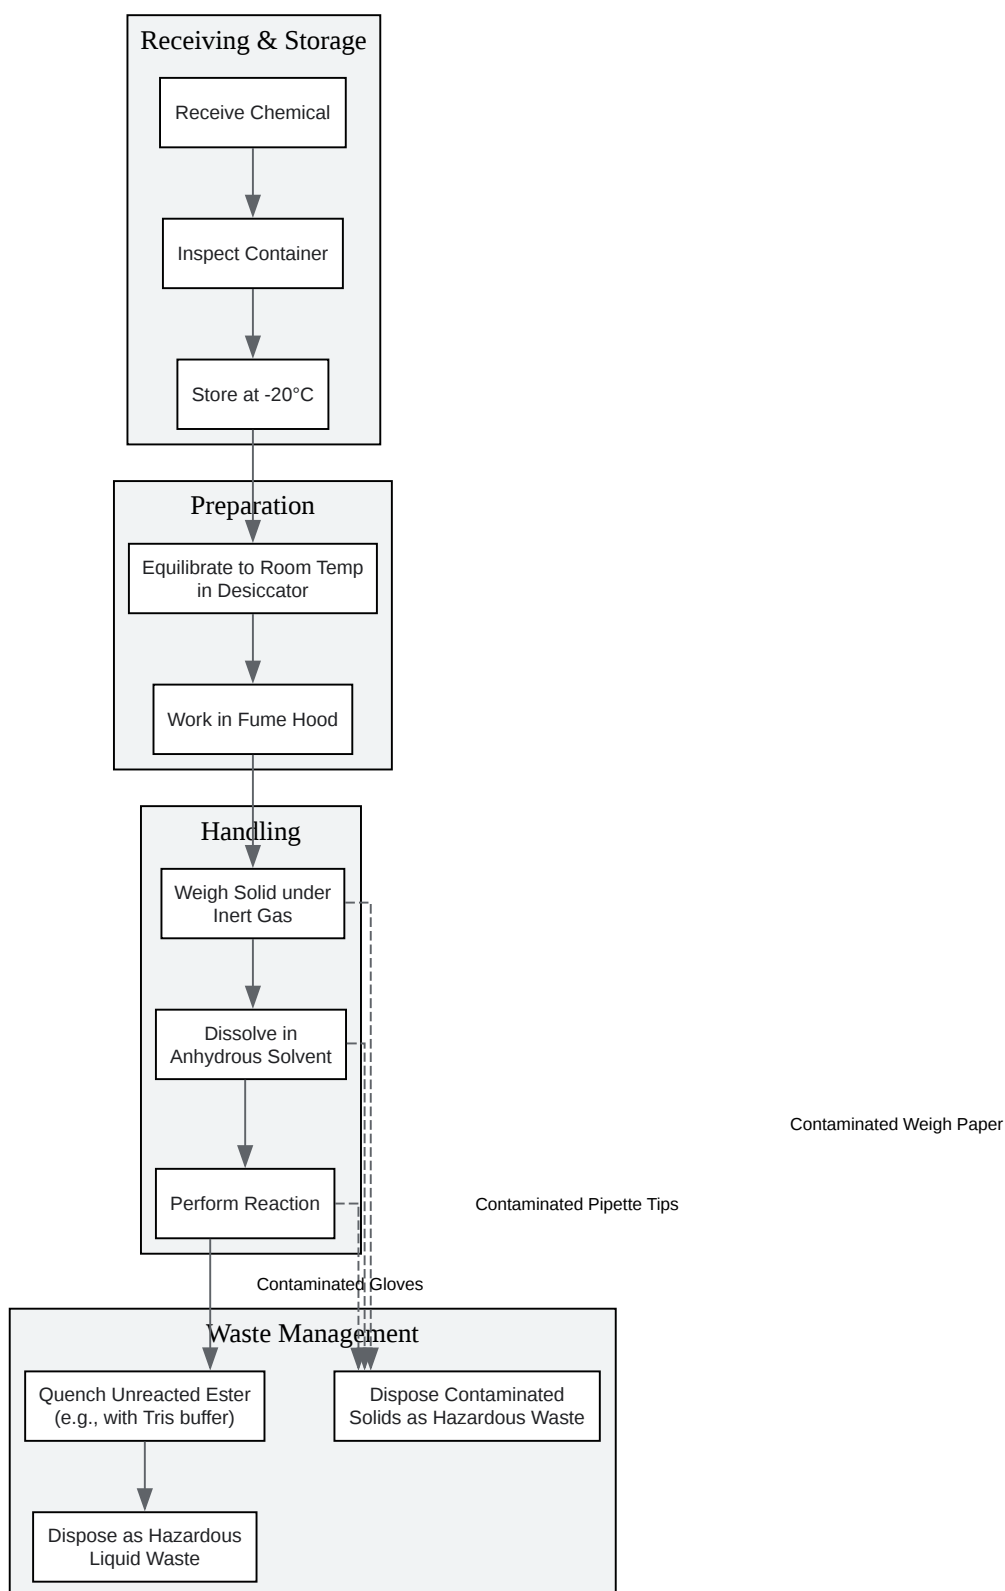 Receiving & Storage
Receive Chemical
Inspect Container
Store at -20°C
Preparation
Equilibrate to Room Temp
in Desiccator
Work in Fume Hood
Handling
Weigh Solid under
Inert Gas
Dissolve in
Anhydrous Solvent
Contaminated Weigh Paper
Perform Reaction
Contaminated Pipette Tips
Contaminated Gloves
Waste Management
Quench Unreacted Ester
(e.g., with Tris buffer)
Dispose Contaminated
Solids as Hazardous Waste
Dispose as Hazardous
Liquid Waste